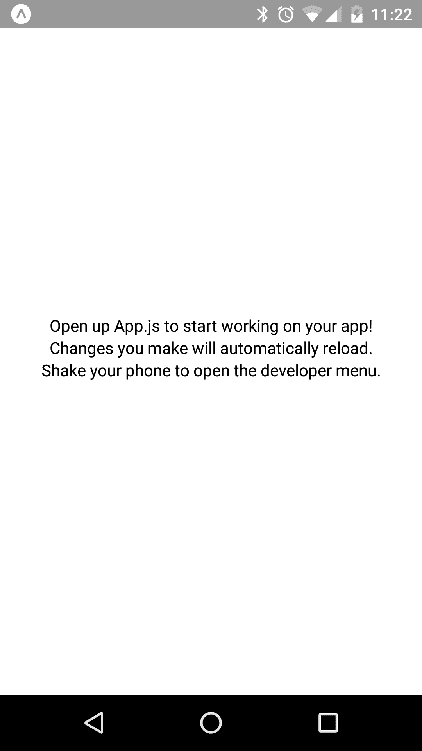 11:22
Open up App.js to start working on your app!
Changes you make will automatically reload.
Shake your phone to open the developer menu.